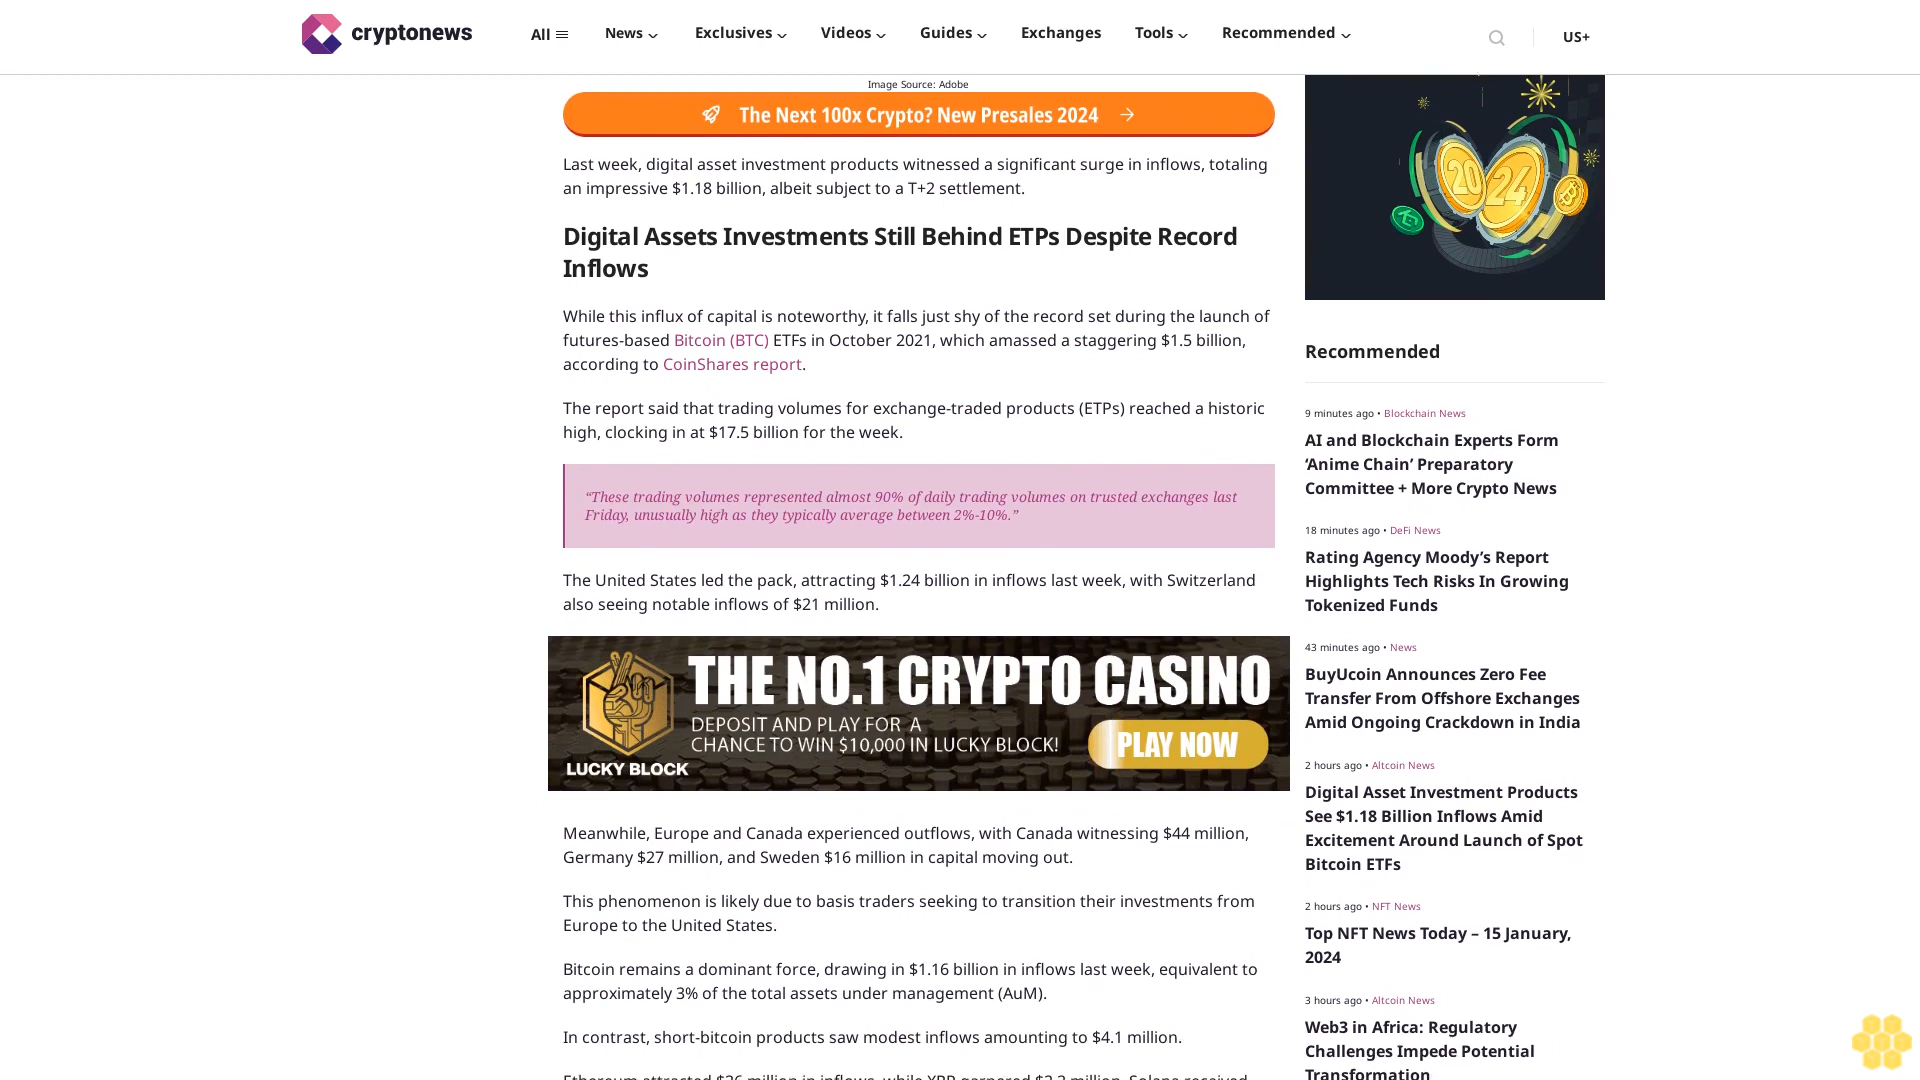 cryptonews
All
News
Exclusives
Videos
Guides
Exchanges
Tools
Recommended
US+
Image Source: Adobe
The Next 100x Crypto? New Presales 2024
Last week, digital asset investment products witnessed a significant surge in inflows, totaling
an impressive $1.18 billion, albeit subject to a T+2 settlement.
Digital Assets Investments Still Behind ETPs Despite Record
Inflows
While this influx of capital is noteworthy, it falls just shy of the record set during the launch of
futures-based Bitcoin (BTC) ETFs in October 2021, which amassed a staggering $1.5 billion,
according to CoinShares report.
The report said that trading volumes for exchange-traded products (ETPs) reached a historic
high, clocking in at $17.5 billion for the week.
“These trading volumes represented almost 90% of daily trading volumes on trusted exchanges last
Friday, unusually high as they typically average between 2%-10%.”
The United States led the pack, attracting $1.24 billion in inflows last week, with Switzerland
also seeing notable inflows of $21 million.
THE NO.1 CRYPTO CASINO
DEPOSIT AND PLAY FOR A
CHANCE TO WIN $10,000 IN LUCKY BLOCK!
PLAY NOW
LUCKY BLOCK
Meanwhile, Europe and Canada experienced outflows, with Canada witnessing $44 million,
Germany $27 million, and Sweden $16 million in capital moving out.
This phenomenon is likely due to basis traders seeking to transition their investments from
Europe to the United States.
Bitcoin remains a dominant force, drawing in $1.16 billion in inflows last week, equivalent to
approximately 3% of the total assets under management (AuM).
In contrast, short-bitcoin products saw modest inflows amounting to $4.1 million.
Ethereum attracted $26 million in inflows, while XRP garnered $2.2 million. Solana received
2024
Recommended
9 minutes ago • Blockchain News
AI and Blockchain Experts Form
‘Anime Chain’ Preparatory
Committee + More Crypto News
18 minutes ago • DeFi News
Rating Agency Moody’s Report
Highlights Tech Risks In Growing
Tokenized Funds
43 minutes ago • News
BuyUcoin Announces Zero Fee
Transfer From Offshore Exchanges
Amid Ongoing Crackdown in India
2 hours ago • Altcoin News
Digital Asset Investment Products
See $1.18 Billion Inflows Amid
Excitement Around Launch of Spot
Bitcoin ETFs
2 hours ago • NFT News
Top NFT News Today – 15 January,
2024
3 hours ago • Altcoin News
Web3 in Africa: Regulatory
Challenges Impede Potential
Transformation